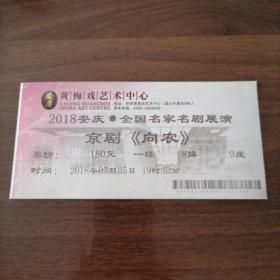 黄梅戏艺术中心
ANQING HUANGMEI
OPERA ART CENTRE
2018安庆●全国名家名剧展演
京剧《向农》
票价： 180元 一楼 8排 9座
时间： 2018年07月05日 19时40分